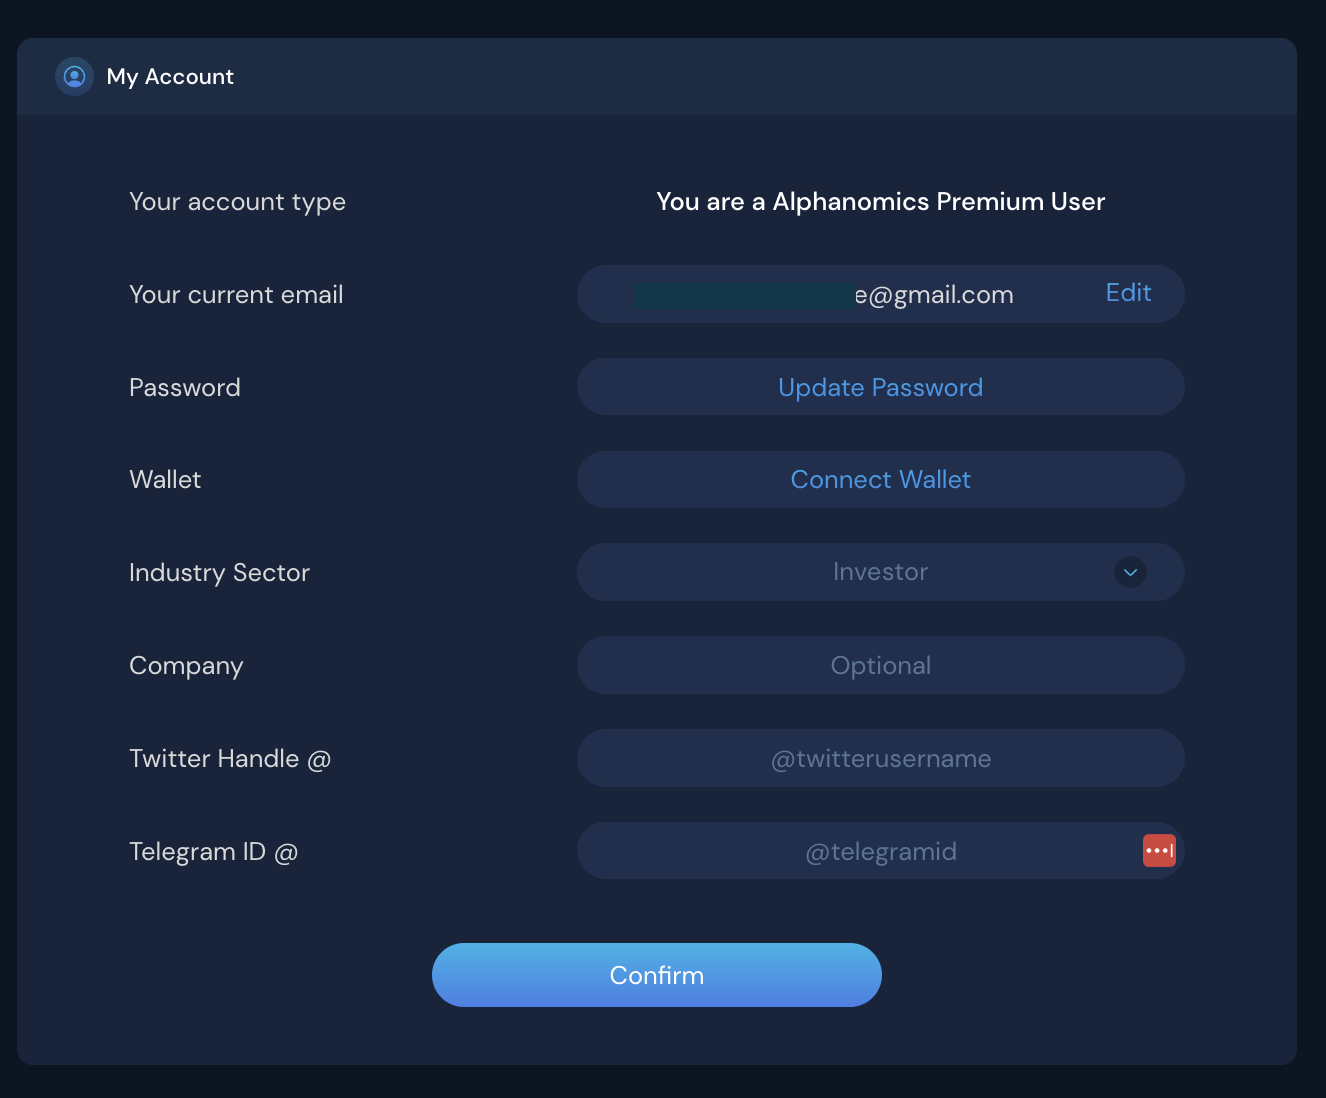 My Account
Your account type
You are a Alphanomics Premium User
Your current email
e@gmail.com
Edit
Password
Update Password
Wallet
Connect Wallet
Industry Sector
Investor
Company
Optional
Twitter Handle @
@twitterusername
Telegram ID @
@telegramid
Confirm